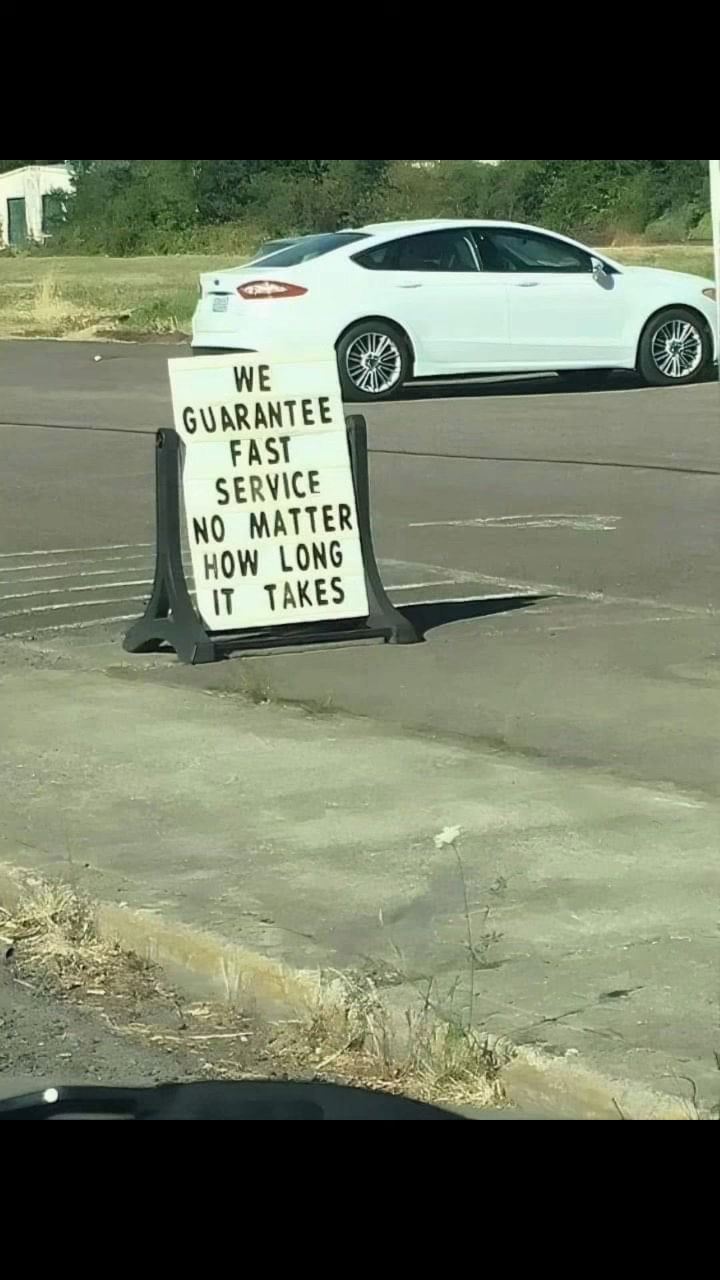 WE
GUARANTEE
FAST
SERVICE
NO MATTER
HOW LONG
IT TAKES